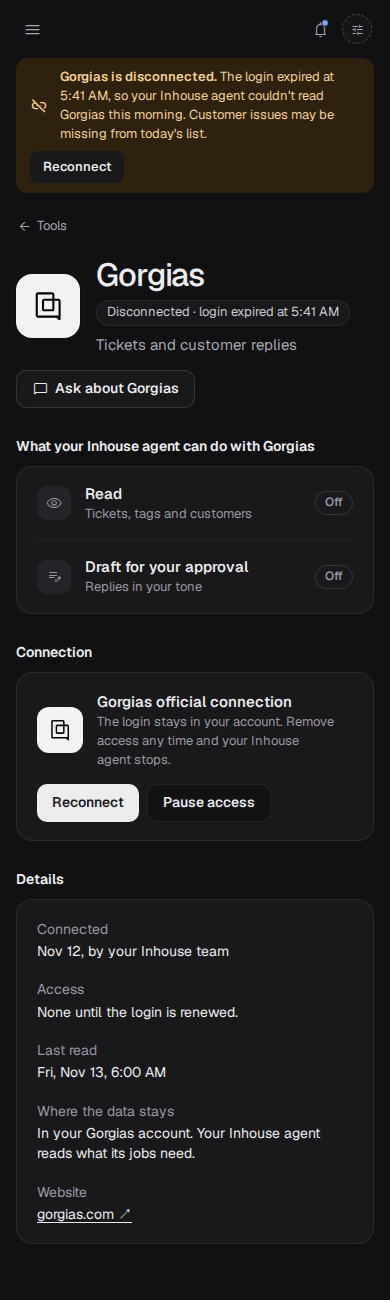 Gorgias is disconnected. The login expired at
5:41 AM, so your Inhouse agent couldn't read
Gorgias this morning. Customer issues may be
missing from today's list.
Reconnect
Tools
Gorgias
Disconnected · login expired at 5:41 AM
Tickets and customer replies
Ask about Gorgias
What your Inhouse agent can do with Gorgias
Read
Tickets, tags and customers
Off
Draft for your approval
Replies in your tone
Off
Connection
Gorgias official connection
The login stays in your account. Remove
access any time and your Inhouse
agent stops.
Reconnect
Pause access
Details
Connected
Nov 12, by your Inhouse team
Access
None until the login is renewed.
Last read
Fri, Nov 13, 6:00 AM
Where the data stays
In your Gorgias account. Your Inhouse agent
reads what its jobs need.
Website
gorgias.com ↗